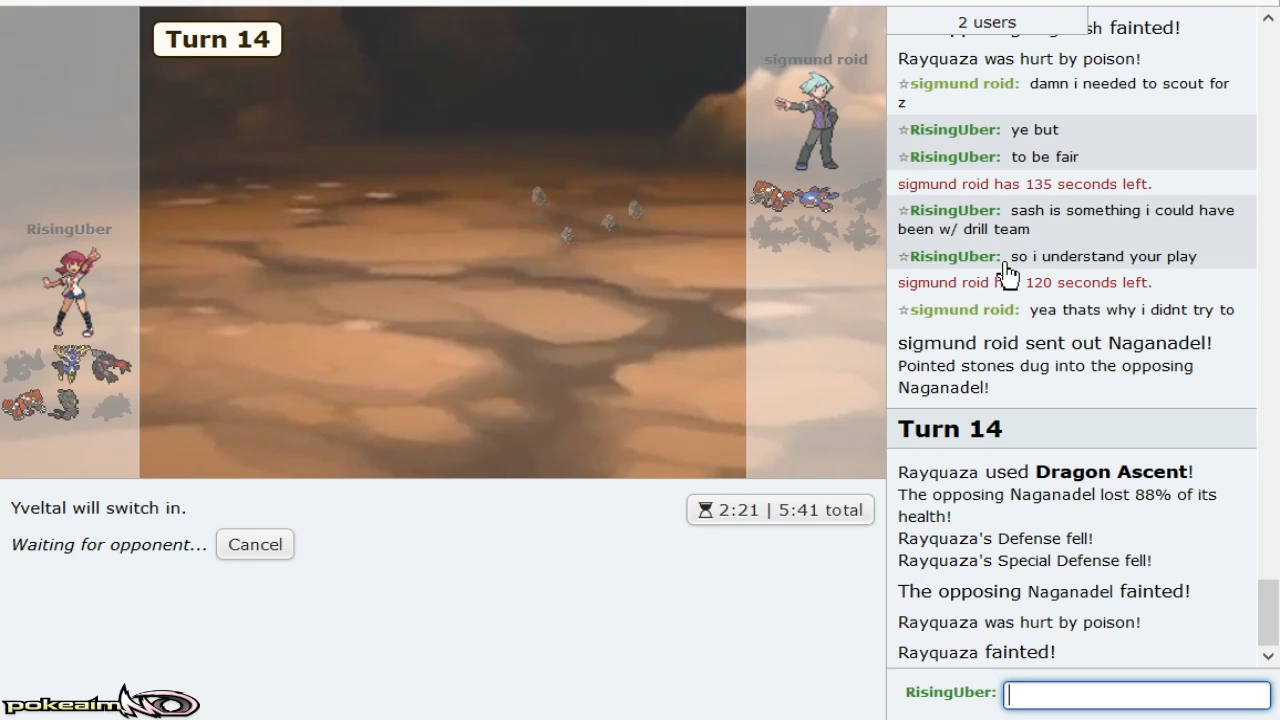 Turn 14
sigmund roid
RisingUber
Yveltal will switch in.
2:21 | 5:41 total
Waiting for opponent...
Cancel
pokeaimMD
2 users
sh fainted!
Rayquaza was hurt by poison!
☆sigmund roid: damn i needed to scout for
z
☆RisingUber: ye but
☆RisingUber: to be fair
sigmund roid has 135 seconds left.
☆RisingUber: sash is something i could have
been w/ drill team
☆RisingUber: so i understand your play
sigmund roid h 120 seconds left.
☆sigmund roid: yea thats why i didnt try to
sigmund roid sent out Naganadel!
Pointed stones dug into the opposing
Naganadel!
Turn 14
Rayquaza used Dragon Ascent!
The opposing Naganadel lost 88% of its
health!
Rayquaza's Defense fell!
Rayquaza's Special Defense fell!
The opposing Naganadel fainted!
Rayquaza was hurt by poison!
Rayquaza fainted!
RisingUber: